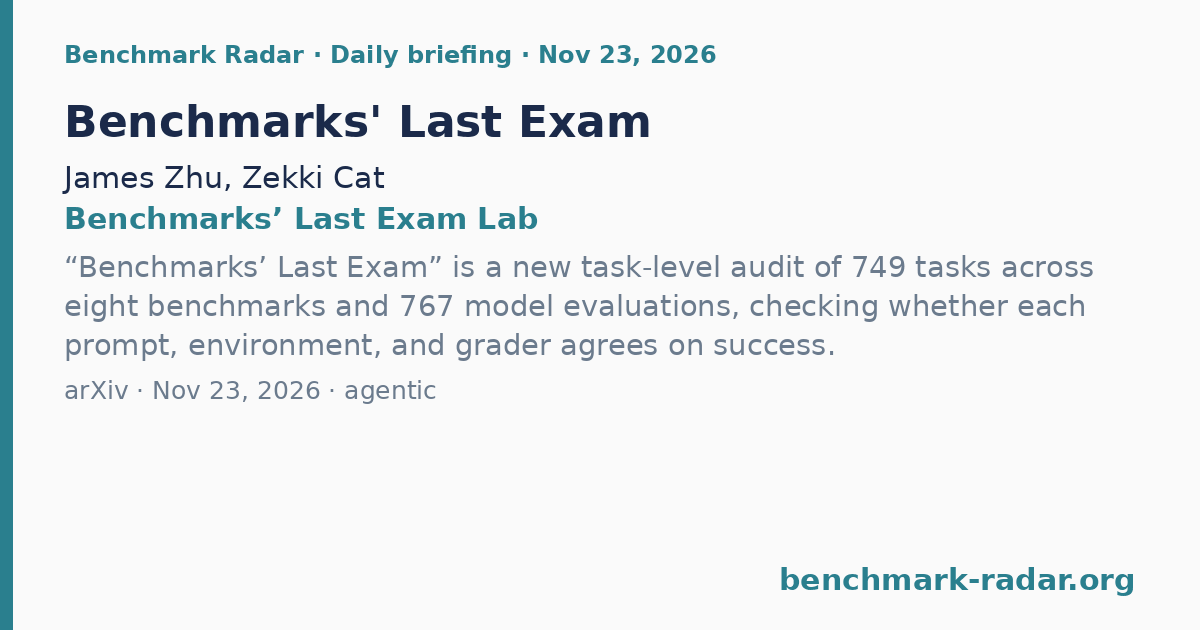 Benchmark Radar · Daily briefing · Nov 23, 2026
Benchmarks' Last Exam
James Zhu, Zekki Cat
Benchmarks’ Last Exam Lab
“Benchmarks’ Last Exam” is a new task-level audit of 749 tasks across
eight benchmarks and 767 model evaluations, checking whether each
prompt, environment, and grader agrees on success.
arXiv · Nov 23, 2026 · agentic
benchmark-radar.org